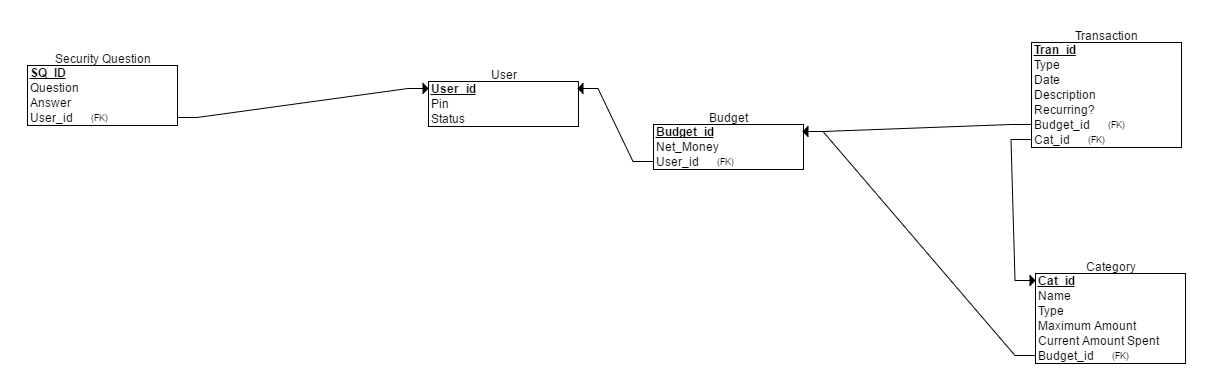 Security Question
SQ_ID
Question
Answer
User_id (FK)
User
User_id
Pin
Status
Budget
Budget_id
Net_Money
User_id (FK)
Transaction
Tran_id
Type
Date
Description
Recurring?
Budget_id (FK)
Cat_id (FK)
Category
Cat_id
Name
Type
Maximum Amount
Current Amount Spent
Budget_id (FK)